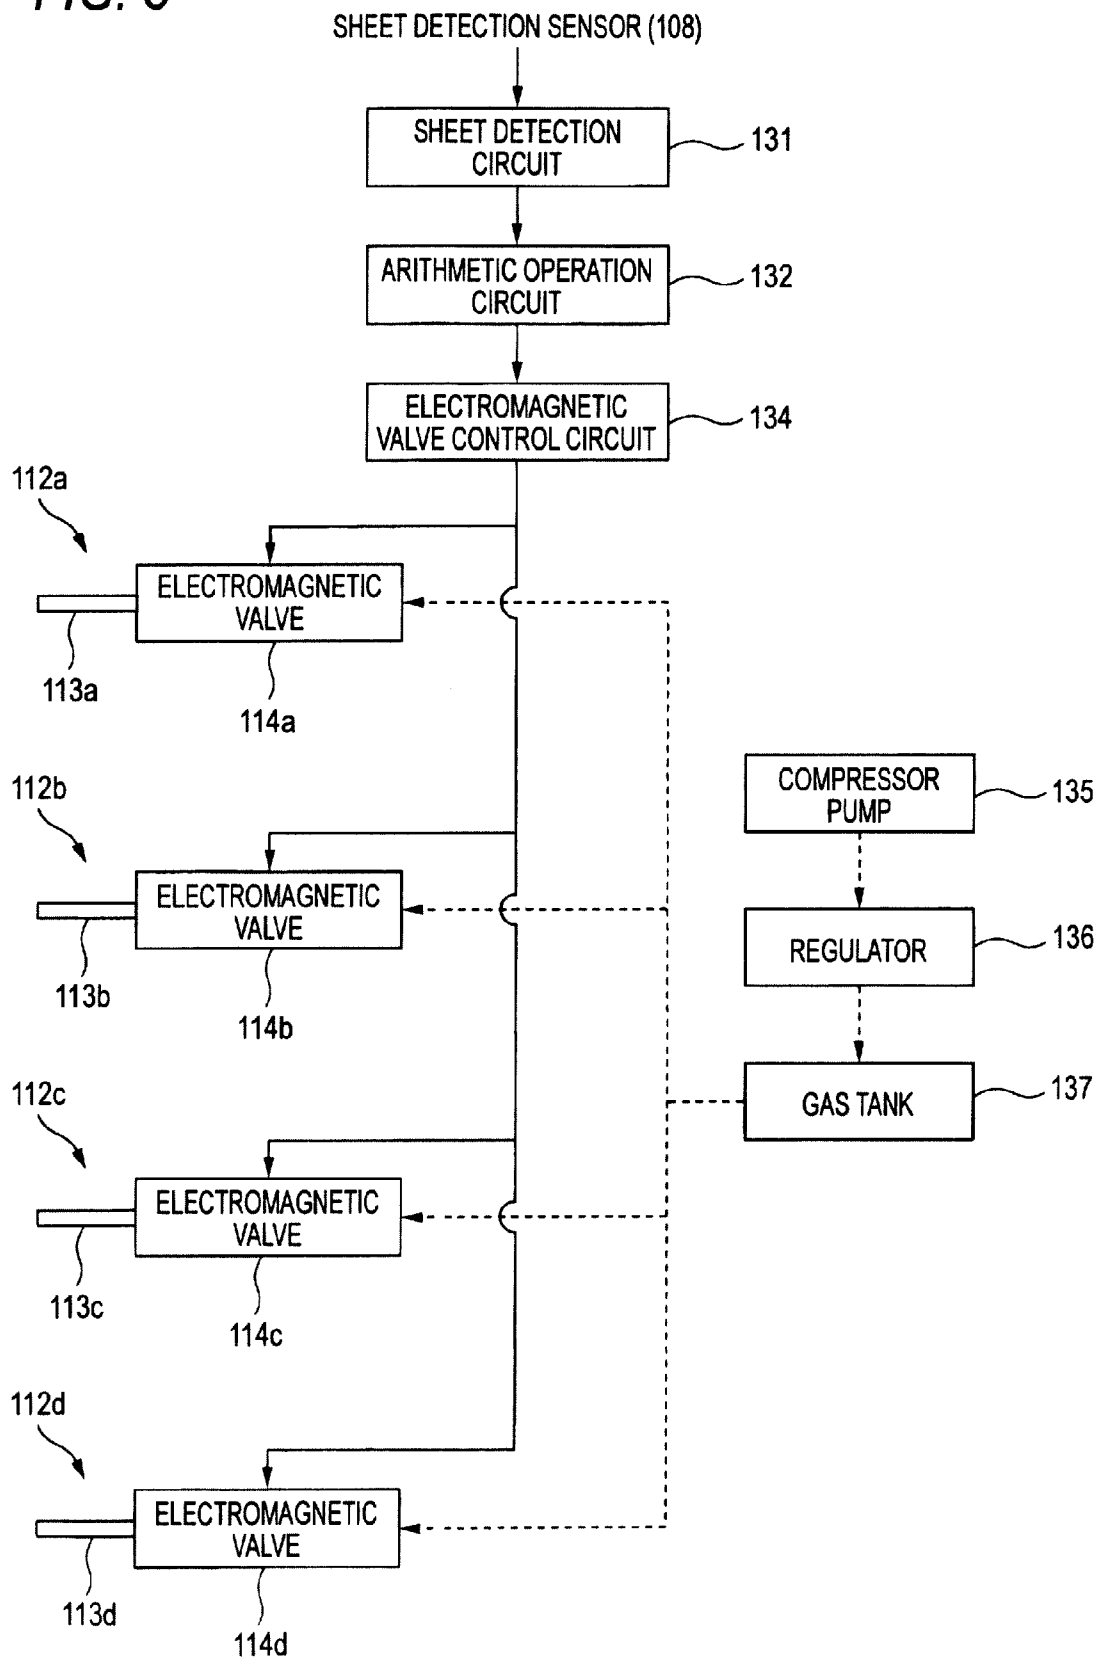 SHEET DETECTION SENSOR (108)
SHEET DETECTION
CIRCUIT
131
ARITHMETIC OPERATION
CIRCUIT
132
ELECTROMAGNETIC
VALVE CONTROL CIRCUIT
134
112a
ELECTROMAGNETIC
VALVE
113a
114a
112b
ELECTROMAGNETIC
VALVE
113b
114b
COMPRESSOR
PUMP
135
REGULATOR
136
GAS TANK
137
112c
ELECTROMAGNETIC
VALVE
113c
114c
112d
ELECTROMAGNETIC
VALVE
113d
114d